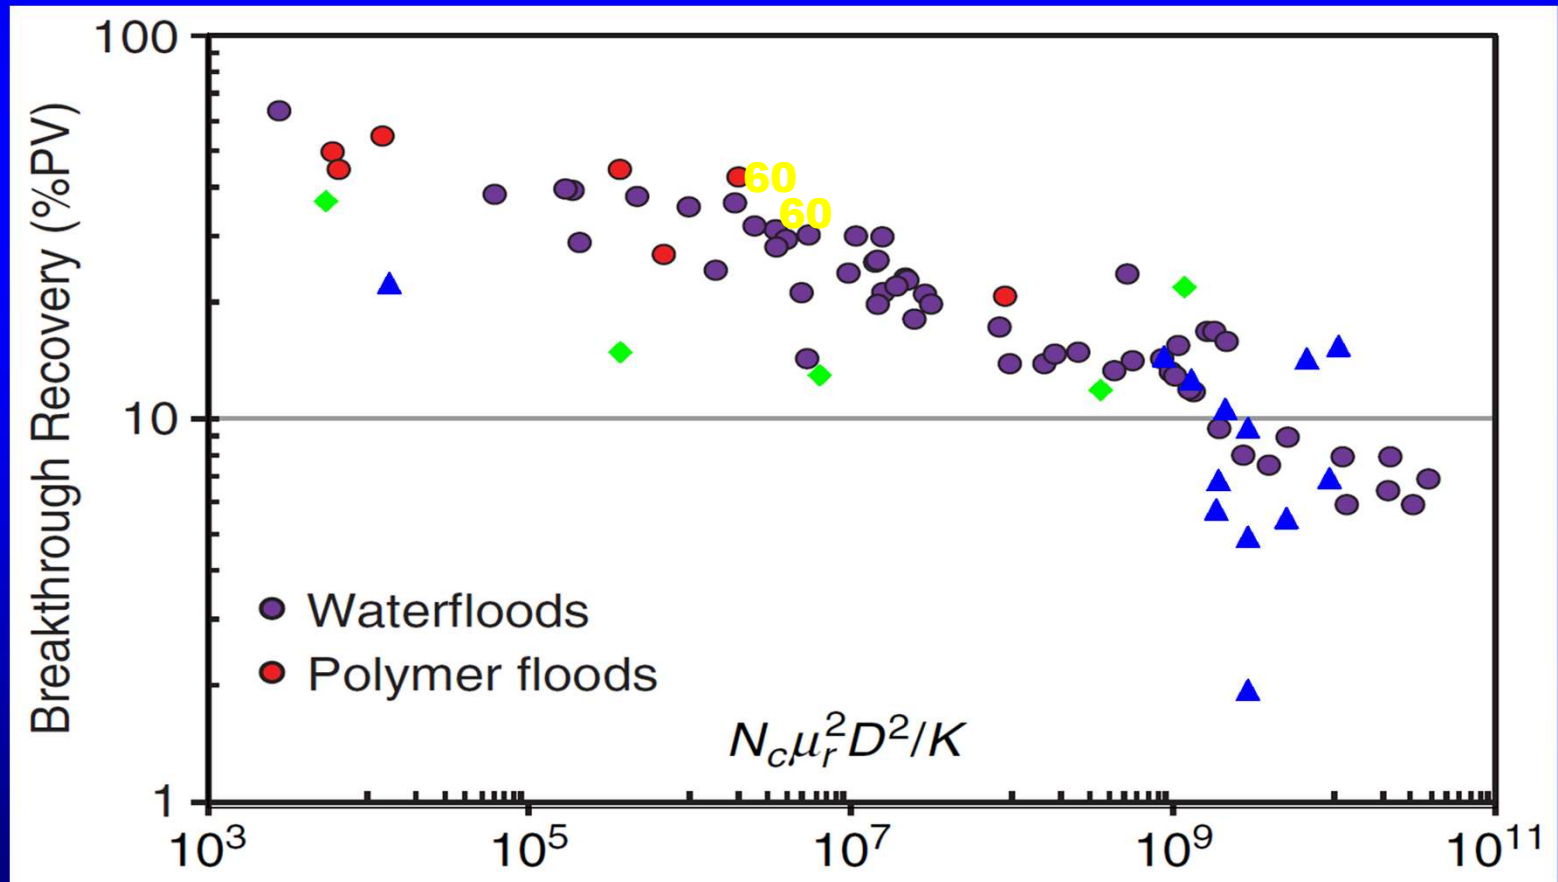 100
Breakthrough Recovery (%PV)
60
60
10
Waterfloods
Polymer floods
N_cμ_r^2D^2/K
1
10^3 10^5 10^7 10^9 10^11